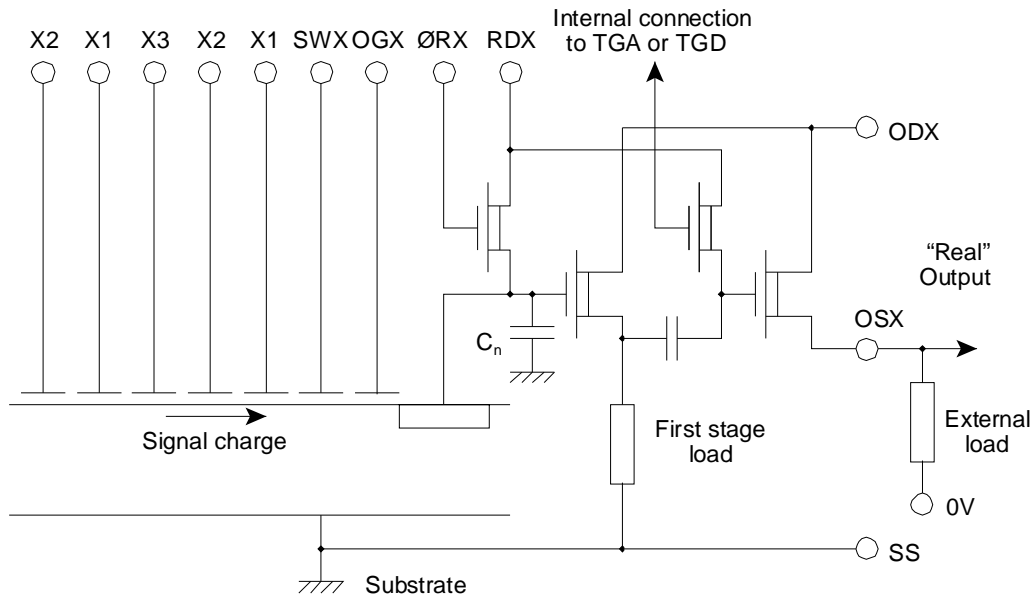 Internal connection
to TGA or TGD
X2 X1 X3 X2 X1 SWX OGX ØRX RDX
ODX
“Real”
Output
OSX
Cn
Signal charge
First stage
load
External
load
0V
SS
Substrate